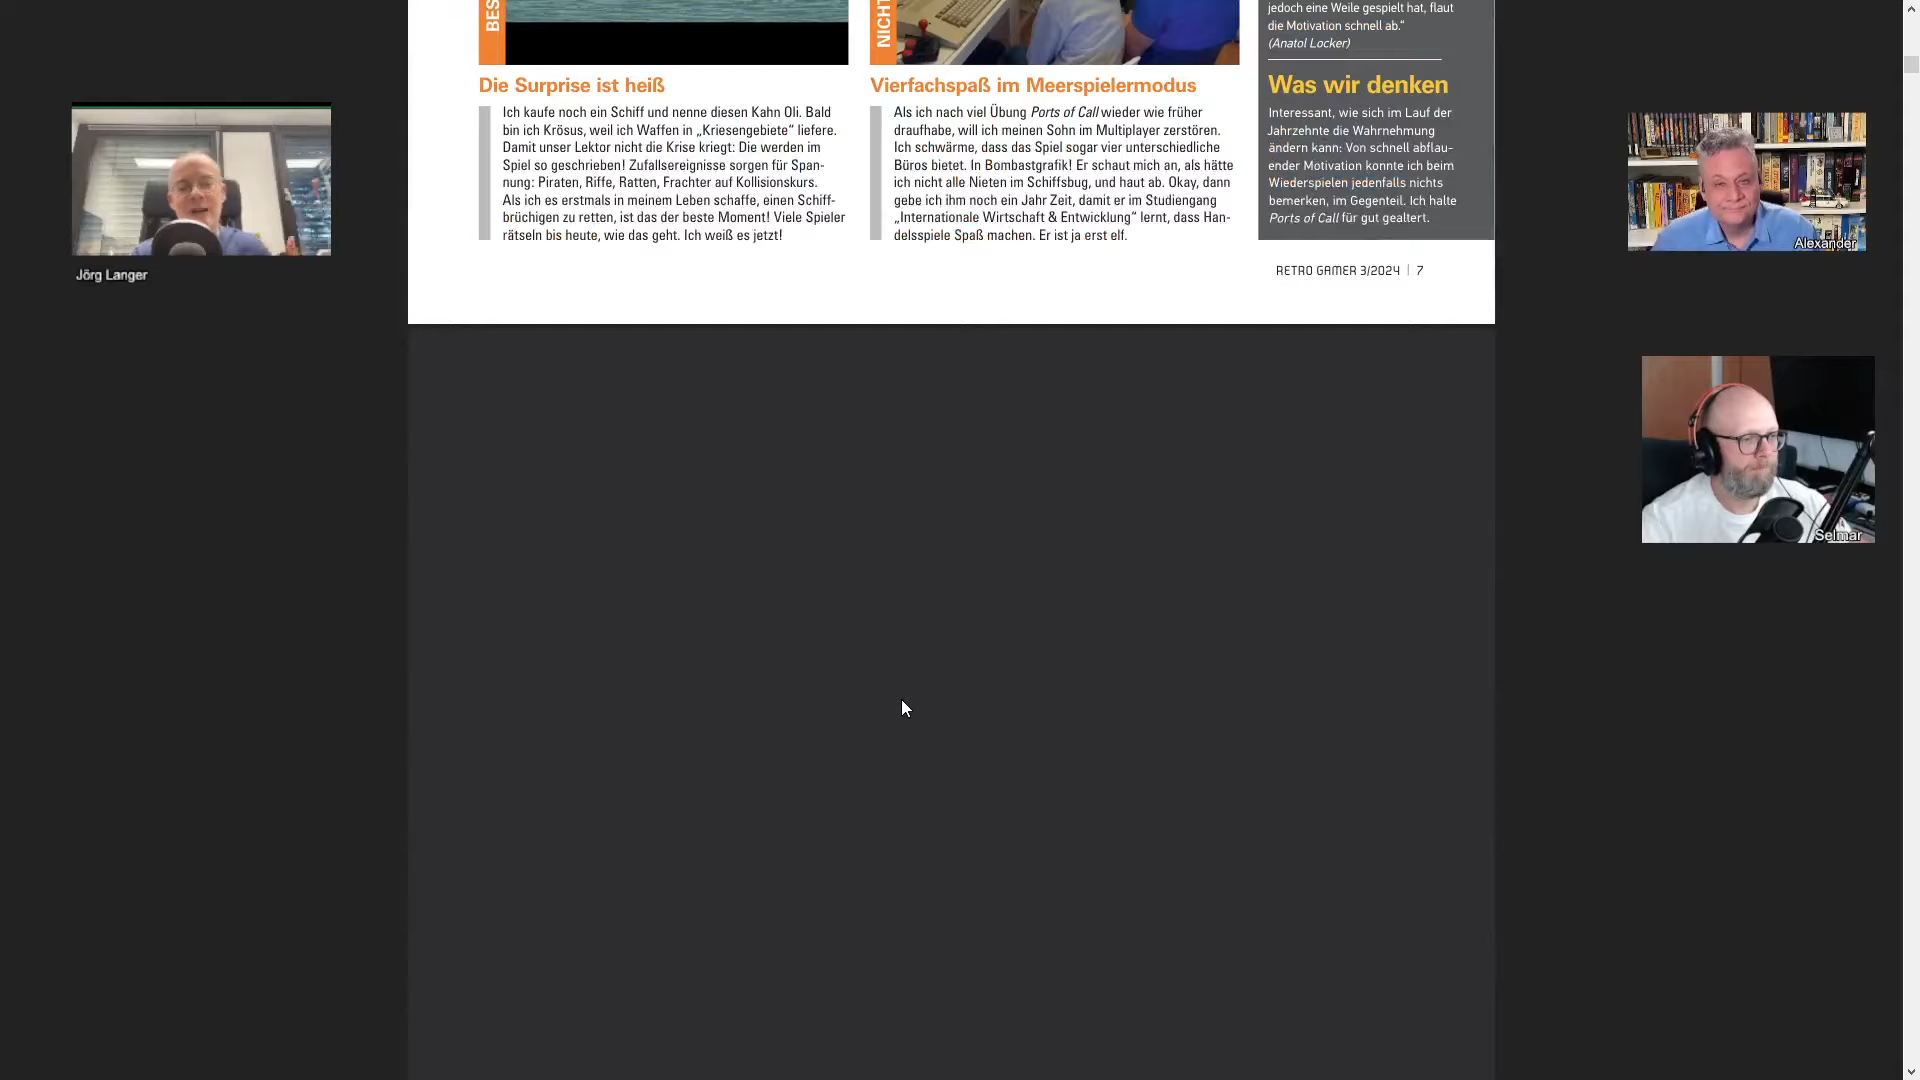 BES
NICHT
jedoch eine Weile gespielt hat, flaut
die Motivation schnell ab.“
(Anatol Locker)
Die Surprise ist heiß
Ich kaufe noch ein Schiff und nenne diesen Kahn Oli. Bald
bin ich Krösus, weil ich Waffen in „Kriesengebiete“ liefere.
Damit unser Lektor nicht die Krise kriegt: Die werden im
Spiel so geschrieben! Zufallsereignisse sorgen für Span-
nung: Piraten, Riffe, Ratten, Frachter auf Kollisionskurs.
Als ich es erstmals in meinem Leben schaffe, einen Schiff-
brüchigen zu retten, ist das der beste Moment! Viele Spieler
rätseln bis heute, wie das geht. Ich weiß es jetzt!
Vierfachspaß im Meerspielermodus
Als ich nach viel Übung Ports of Call wieder wie früher
draufhabe, will ich meinen Sohn im Multiplayer zerstören.
Ich schwärme, dass das Spiel sogar vier unterschiedliche
Büros bietet. In Bombastgrafik! Er schaut mich an, als hätte
ich nicht alle Nieten im Schiffsbug, und haut ab. Okay, dann
gebe ich ihm noch ein Jahr Zeit, damit er im Studiengang
„Internationale Wirtschaft & Entwicklung“ lernt, dass Han-
delsspiele Spaß machen. Er ist ja erst elf.
Was wir denken
Interessant, wie sich im Lauf der
Jahrzehnte die Wahrnehmung
ändern kann: Von schnell abflau-
ender Motivation konnte ich beim
Wiederspielen jedenfalls nichts
bemerken, im Gegenteil. Ich halte
Ports of Call für gut gealtert.
RETRO GAMER 3/2024 | 7
Jörg Langer
Alexander
Selmar